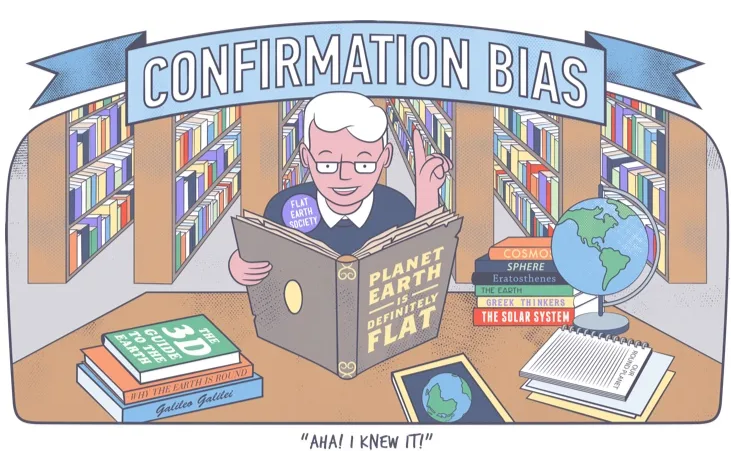 CONFIRMATION BIAS
FLAT
EARTH
SOCIETY
PLANET
EARTH
IS
DEFINITELY
FLAT
COSMO
SPHERE
Eratosthenes
THE EARTH
GREEK THINKERS
THE SOLAR SYSTEM
THE
3D
GUIDE
TO THE
EARTH
WHY THE EARTH IS ROUND
Galileo Galilei
OUR
ROUND PLANET
"AHA! I KNEW IT!"